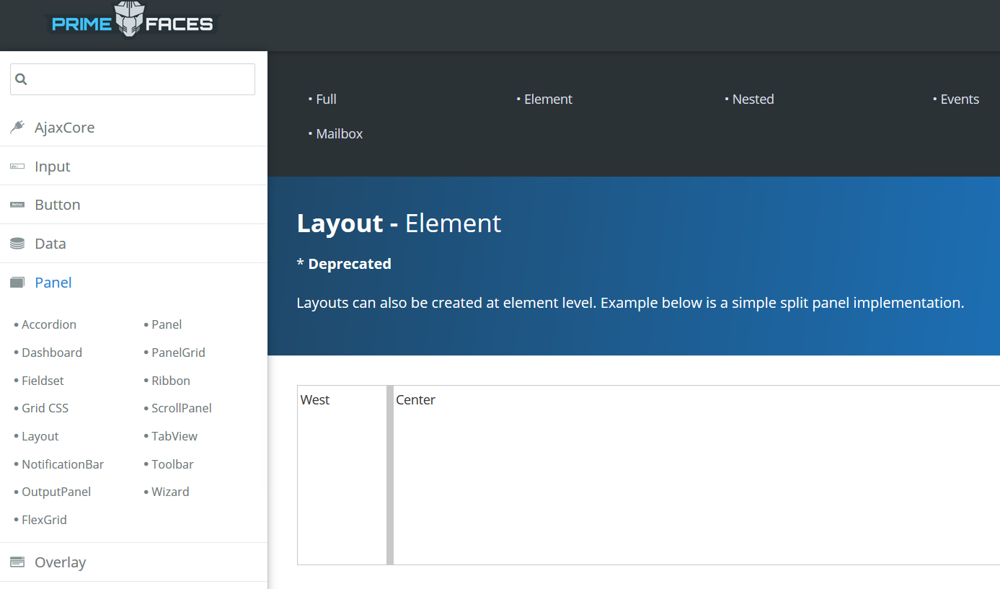 PRIME FACES
• Full • Element • Nested • Events
• Mailbox
AjaxCore
Input
Button
Data
Panel
• Accordion • Panel
• Dashboard • PanelGrid
• Fieldset • Ribbon
• Grid CSS • ScrollPanel
• Layout • TabView
• NotificationBar • Toolbar
• OutputPanel • Wizard
• FlexGrid
Overlay
Layout - Element
* Deprecated
Layouts can also be created at element level. Example below is a simple split panel implementation.
West Center